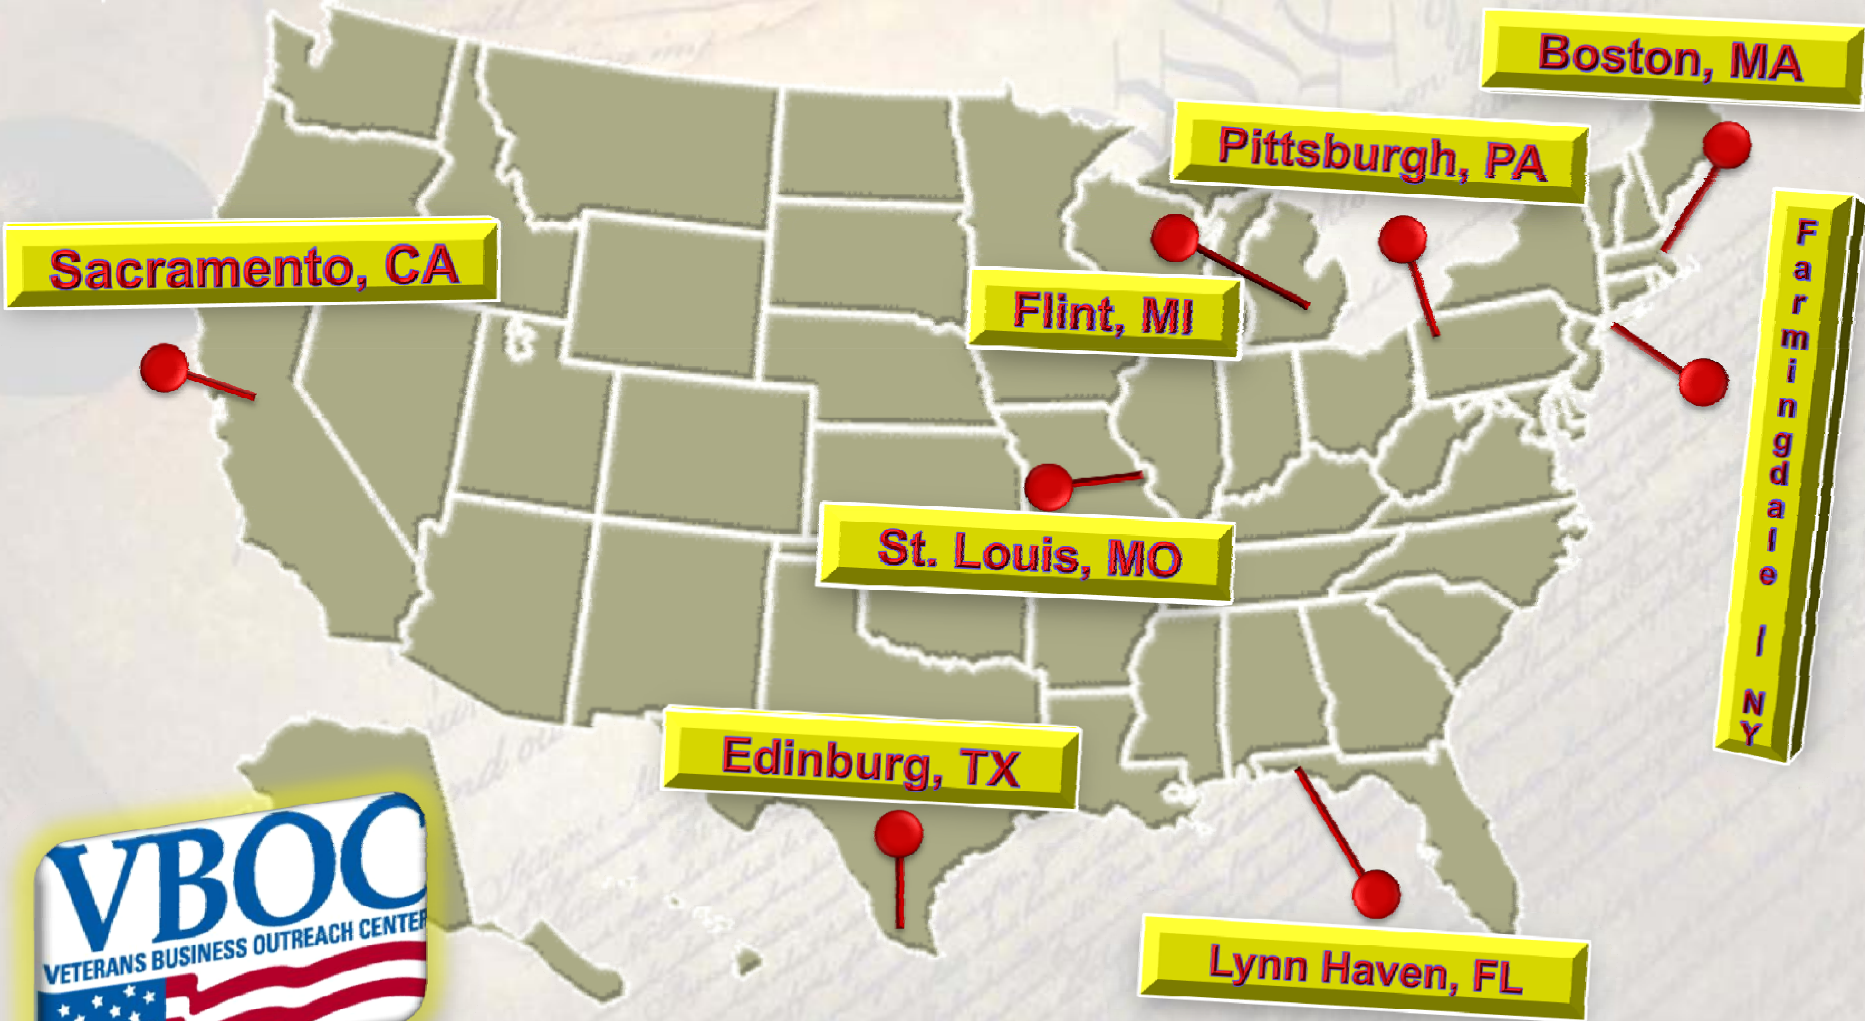 Boston, MA
Pittsburgh, PA
Sacramento, CA
Flint, MI
Farmingdale, NY
St. Louis, MO
Edinburg, TX
Lynn Haven, FL
VBOC
VETERANS BUSINESS OUTREACH CENTER